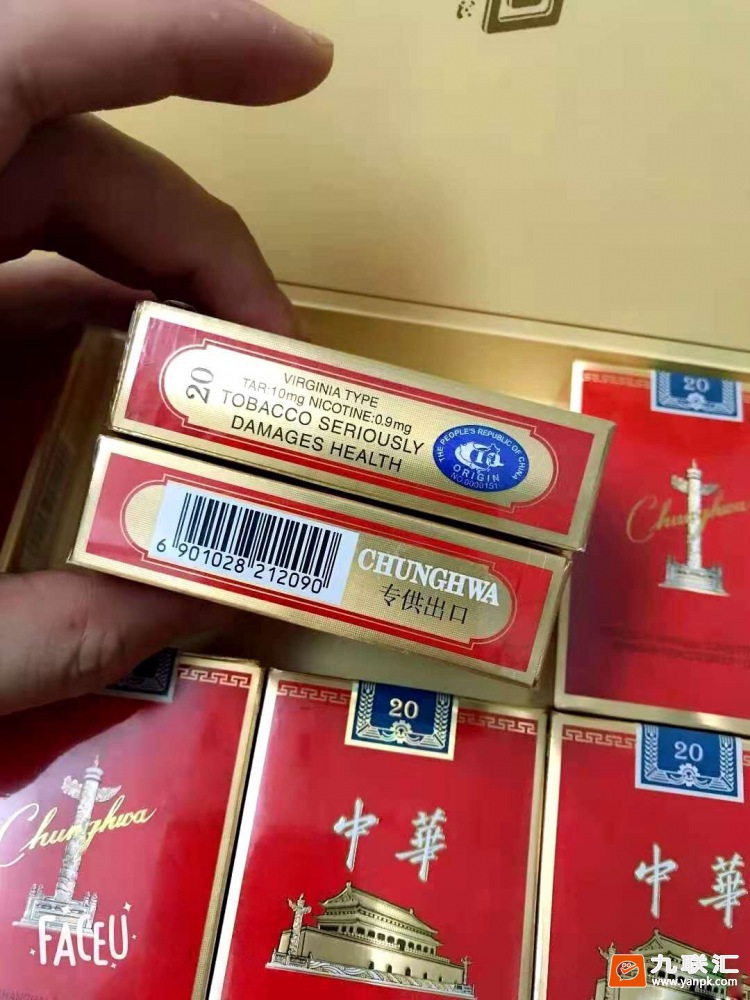 20
VIRGINIA TYPE
TAR:10mg NICOTINE:0.9mg
TOBACCO SERIOUSLY
DAMAGES HEALTH
THE PEOPLE'S REPUBLIC OF CHINA
ORIGIN
NO.0000151
6 901028 212090
CHUNGHWA
专供出口
20
Chunghwa
Chunghwa
20
中華
20
中華
FACEU
九联汇
www.yanpk.com